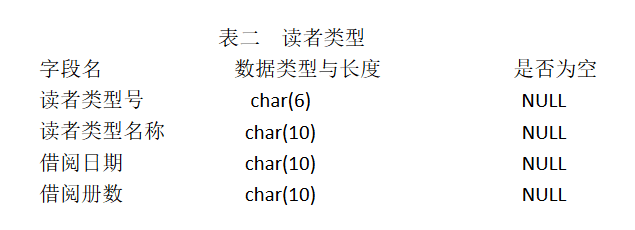 表二 读者类型
字段名 数据类型与长度 是否为空
读者类型号 char(6) NULL
读者类型名称 char(10) NULL
借阅日期 char(10) NULL
借阅册数 char(10) NULL